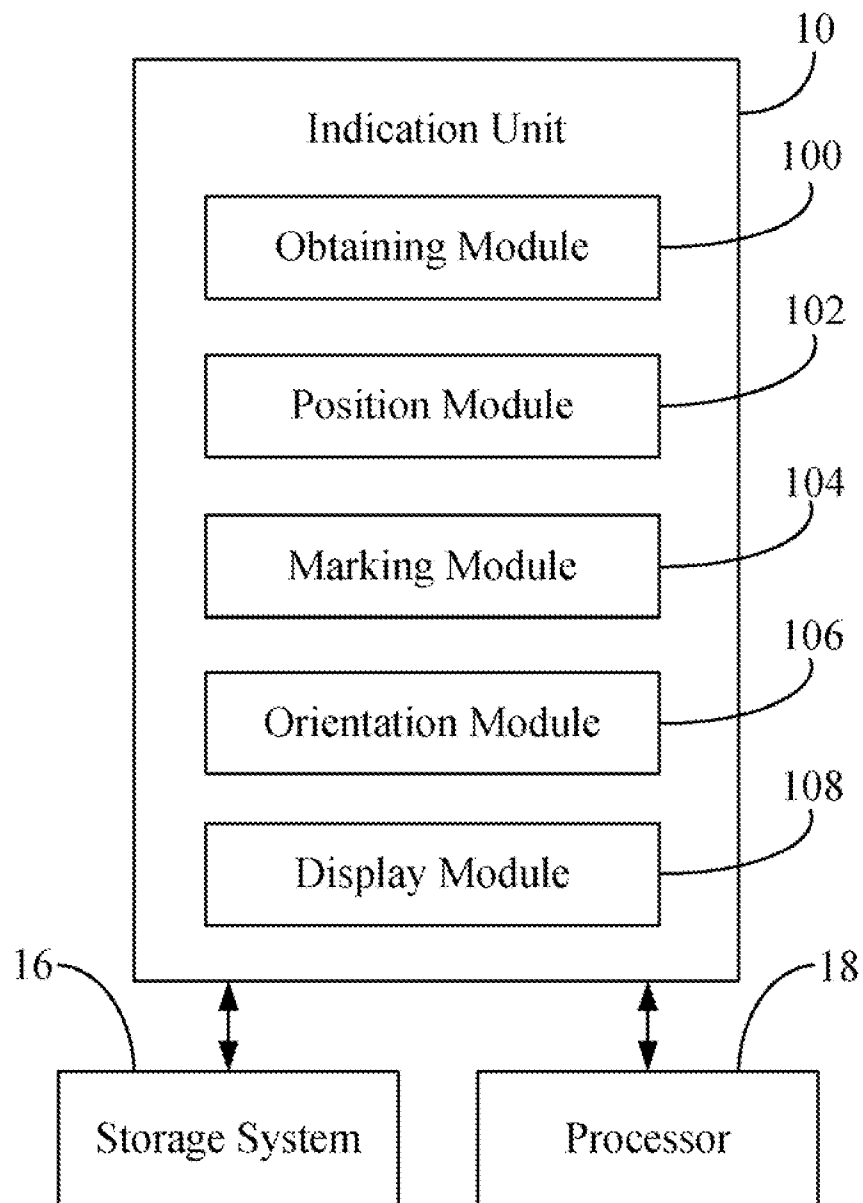 10
Indication Unit
100
Obtaining Module
102
Position Module
104
Marking Module
106
Orientation Module
108
Display Module
16
18
Storage System
Processor